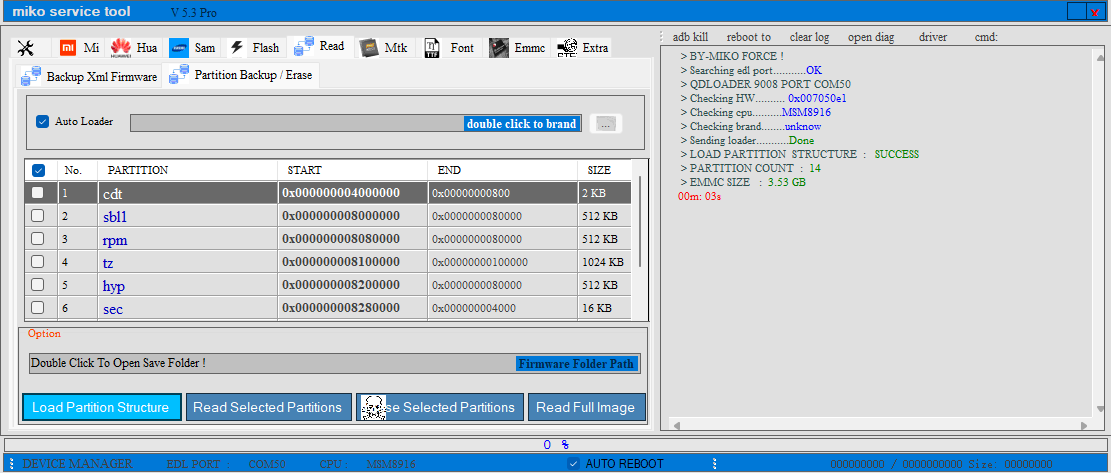 miko service tool V 5.3 Pro
x
Mi Hua Sam Flash Read Mtk Font Emmc Extra
Backup Xml Firmware Partition Backup / Erase
Auto Loader double click to brand ...
No. PARTITION START END SIZE
1 cdt 0x000000004000000 0x00000000800 2 KB
2 sbl1 0x000000008000000 0x000000080000 512 KB
3 rpm 0x000000008080000 0x000000080000 512 KB
4 tz 0x000000008100000 0x00000000100000 1024 KB
5 hyp 0x000000008200000 0x000000080000 512 KB
6 sec 0x000000008280000 0x000000004000 16 KB
Option
Double Click To Open Save Folder ! Firmware Folder Path
Load Partition Structure Read Selected Partitions se Selected Partitions Read Full Image
adb kill reboot to clear log open diag driver cmd:
> BY-MIKO FORCE !
> Searching edl port...........OK
> QDLOADER 9008 PORT COM50
> Checking HW.......... 0x007050e1
> Checking cpu..........MSM8916
> Checking brand........unknow
> Sending loader...........Done
> LOAD PARTITION STRUCTURE : SUCCESS
> PARTITION COUNT : 14
> EMMC SIZE : 3.53 GB
00m: 03s
0 %
DEVICE MANAGER EDL PORT : COM50 CPU : MSM8916 AUTO REBOOT 000000000 / 0000000000 Size: 00000000